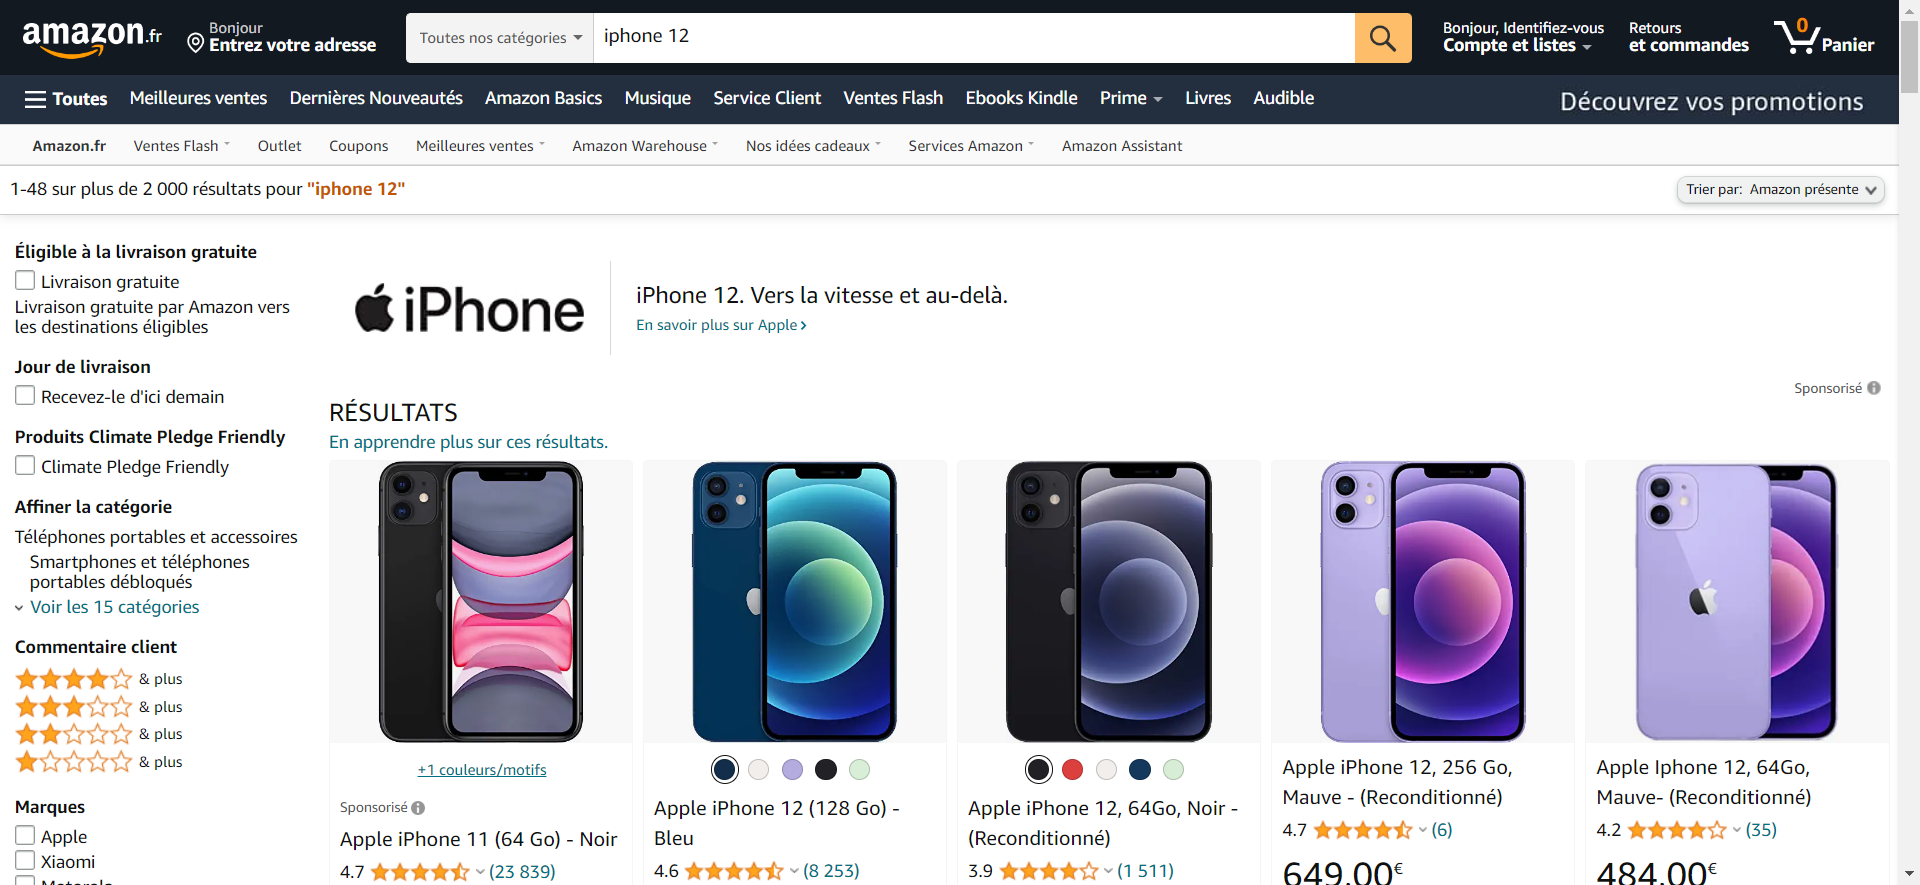 amazon.fr
Bonjour
Entrez votre adresse
Toutes nos catégories
iphone 12
Bonjour, Identifiez-vous
Compte et listes
Retours
et commandes
0
Panier
Toutes
Meilleures ventes
Dernières Nouveautés
Amazon Basics
Musique
Service Client
Ventes Flash
Ebooks Kindle
Prime
Livres
Audible
Découvrez vos promotions
Amazon.fr
Ventes Flash
Outlet
Coupons
Meilleures ventes
Amazon Warehouse
Nos idées cadeaux
Services Amazon
Amazon Assistant
1-48 sur plus de 2 000 résultats pour "iphone 12"
Trier par: Amazon présente
Éligible à la livraison gratuite
Livraison gratuite
Livraison gratuite par Amazon vers
les destinations éligibles
Jour de livraison
Recevez-le d'ici demain
Produits Climate Pledge Friendly
Climate Pledge Friendly
Affiner la catégorie
Téléphones portables et accessoires
Smartphones et téléphones
portables débloqués
Voir les 15 catégories
Commentaire client
& plus
& plus
& plus
& plus
Marques
Apple
Xiaomi
Motorola
iPhone
iPhone 12. Vers la vitesse et au-delà.
En savoir plus sur Apple
Sponsorisé
RÉSULTATS
En apprendre plus sur ces résultats.
+1 couleurs/motifs
Sponsorisé
Apple iPhone 11 (64 Go) - Noir
4.7
(23 839)
Apple iPhone 12 (128 Go) -
Bleu
4.6
(8 253)
Apple iPhone 12, 64Go, Noir -
(Reconditionné)
3.9
(1 511)
Apple iPhone 12, 256 Go,
Mauve - (Reconditionné)
4.7
(6)
649,00€
Apple Iphone 12, 64Go,
Mauve- (Reconditionné)
4.2
(35)
484,00€